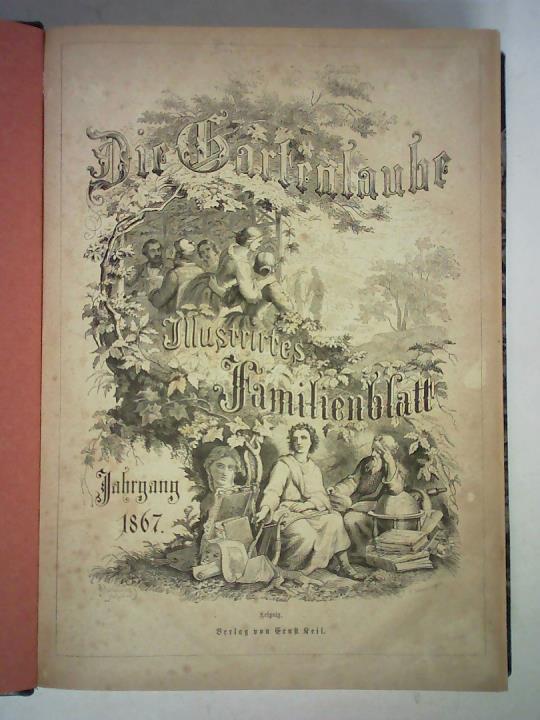 Die Gartenlaube
Illustrirtes
Familienblatt
Jahrgang
1867.
Leipzig.
Verlag von Ernst Keil.